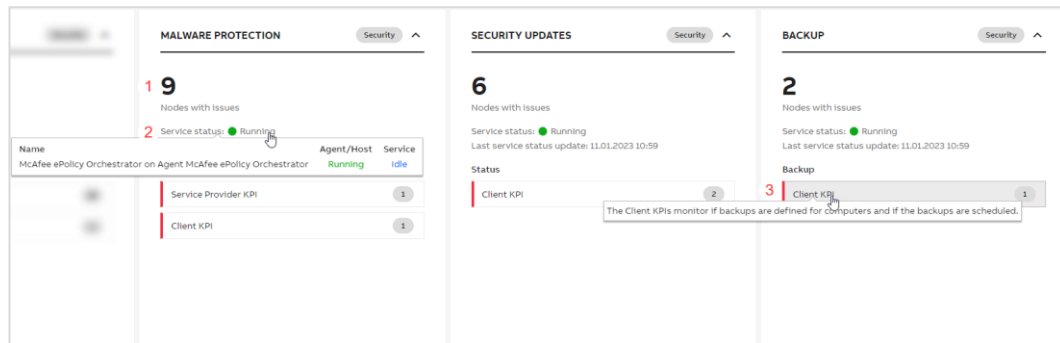 MALWARE PROTECTION
Security
1
9
Nodes with issues
2
Service status: Running
Name Agent/Host Service
McAfee ePolicy Orchestrator on Agent McAfee ePolicy Orchestrator Running Idle
Service Provider KPI 1
Client KPI 1
SECURITY UPDATES
Security
6
Nodes with issues
Service status: Running
Last service status update: 11.01.2023 10:59
Status
Client KPI 2
BACKUP
Security
2
Nodes with issues
Service status: Running
Last service status update: 11.01.2023 10:59
Backup
3
Client KPI 1
The Client KPIs monitor if backups are defined for computers and if the backups are scheduled.